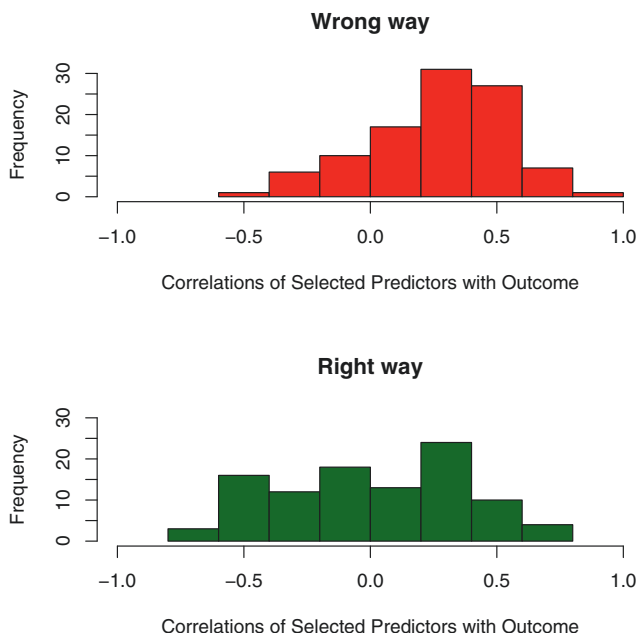 Wrong way
Frequency
30
20
10
0
−1.0 −0.5 0.0 0.5 1.0
Correlations of Selected Predictors with Outcome
Right way
Frequency
30
20
10
0
−1.0 −0.5 0.0 0.5 1.0
Correlations of Selected Predictors with Outcome